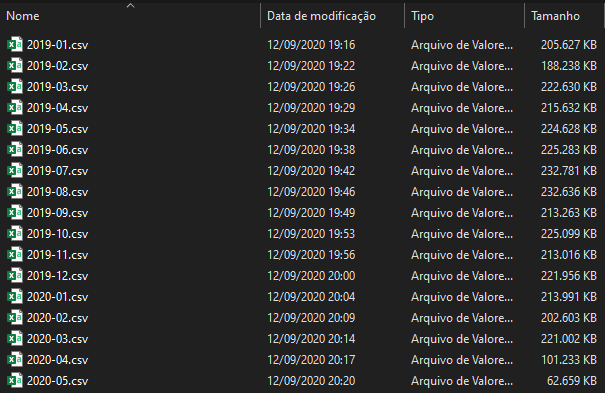 Nome Data de modificação Tipo Tamanho
2019-01.csv 12/09/2020 19:16 Arquivo de Valore... 205.627 KB
2019-02.csv 12/09/2020 19:22 Arquivo de Valore... 188.238 KB
2019-03.csv 12/09/2020 19:26 Arquivo de Valore... 222.630 KB
2019-04.csv 12/09/2020 19:29 Arquivo de Valore... 215.632 KB
2019-05.csv 12/09/2020 19:34 Arquivo de Valore... 224.628 KB
2019-06.csv 12/09/2020 19:38 Arquivo de Valore... 225.283 KB
2019-07.csv 12/09/2020 19:42 Arquivo de Valore... 232.781 KB
2019-08.csv 12/09/2020 19:46 Arquivo de Valore... 232.636 KB
2019-09.csv 12/09/2020 19:49 Arquivo de Valore... 213.263 KB
2019-10.csv 12/09/2020 19:53 Arquivo de Valore... 225.099 KB
2019-11.csv 12/09/2020 19:56 Arquivo de Valore... 213.016 KB
2019-12.csv 12/09/2020 20:00 Arquivo de Valore... 221.956 KB
2020-01.csv 12/09/2020 20:04 Arquivo de Valore... 213.991 KB
2020-02.csv 12/09/2020 20:09 Arquivo de Valore... 202.603 KB
2020-03.csv 12/09/2020 20:14 Arquivo de Valore... 221.002 KB
2020-04.csv 12/09/2020 20:17 Arquivo de Valore... 101.233 KB
2020-05.csv 12/09/2020 20:20 Arquivo de Valore... 62.659 KB